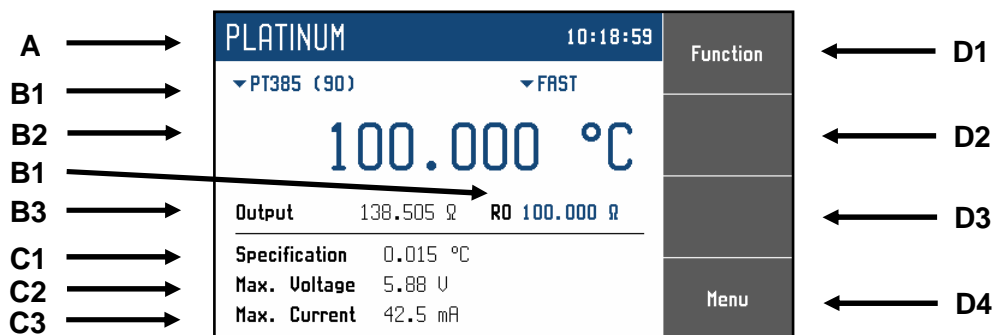 A PLATINUM 10:18:59 Function D1
B1 PT385 (90) FAST
B2 100.000 °C D2
B1
B3 Output 138.505 Ω R0 100.000 Ω D3
C1 Specification 0.015 °C
C2 Max. Voltage 5.88 V Menu D4
C3 Max. Current 42.5 mA